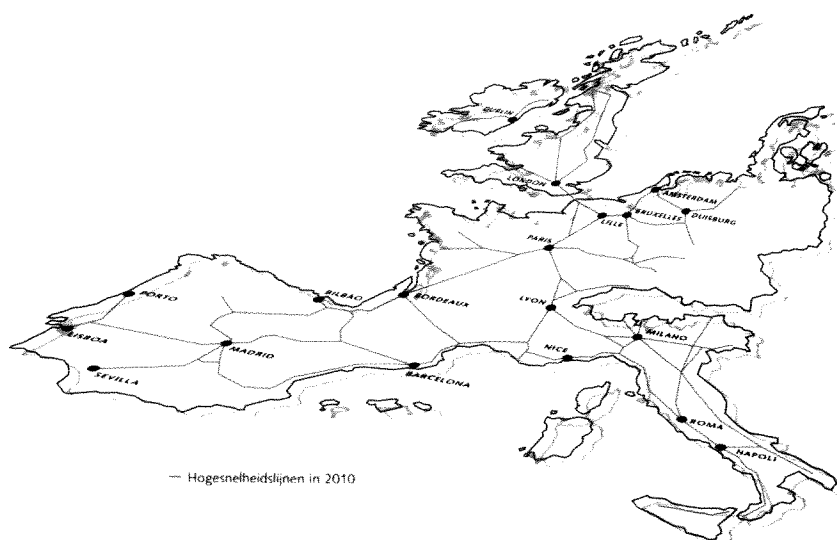 DUBLIN
LONDON
AMSTERDAM
LILLE
BRUXELLES
DUISBURG
PARIS
PORTO
BILBAO
BORDEAUX
LYON
LISBOA
MADRID
NICE
MILANO
SEVILLA
BARCELONA
ROMA
NAPOLI
— Hogesnelheidslijnen in 2010